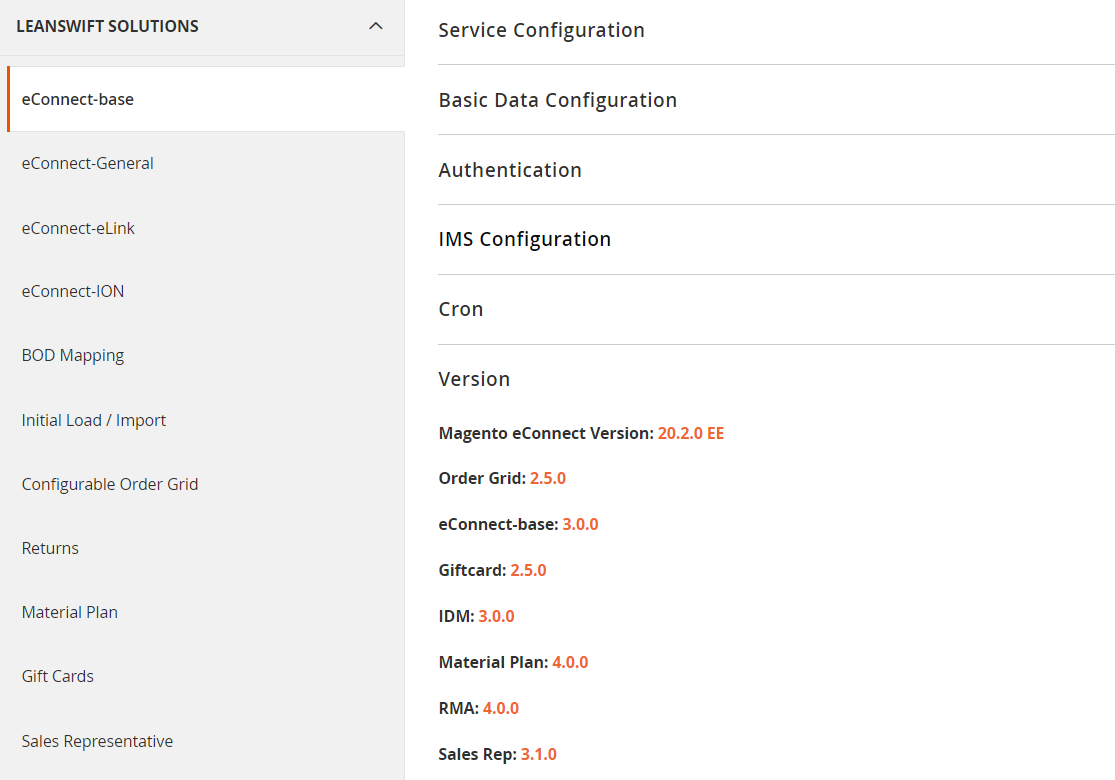 LEANSWIFT SOLUTIONS
eConnect-base
eConnect-General
eConnect-eLink
eConnect-ION
BOD Mapping
Initial Load / Import
Configurable Order Grid
Returns
Material Plan
Gift Cards
Sales Representative
Service Configuration
Basic Data Configuration
Authentication
IMS Configuration
Cron
Version
Magento eConnect Version: 20.2.0 EE
Order Grid: 2.5.0
eConnect-base: 3.0.0
Giftcard: 2.5.0
IDM: 3.0.0
Material Plan: 4.0.0
RMA: 4.0.0
Sales Rep: 3.1.0